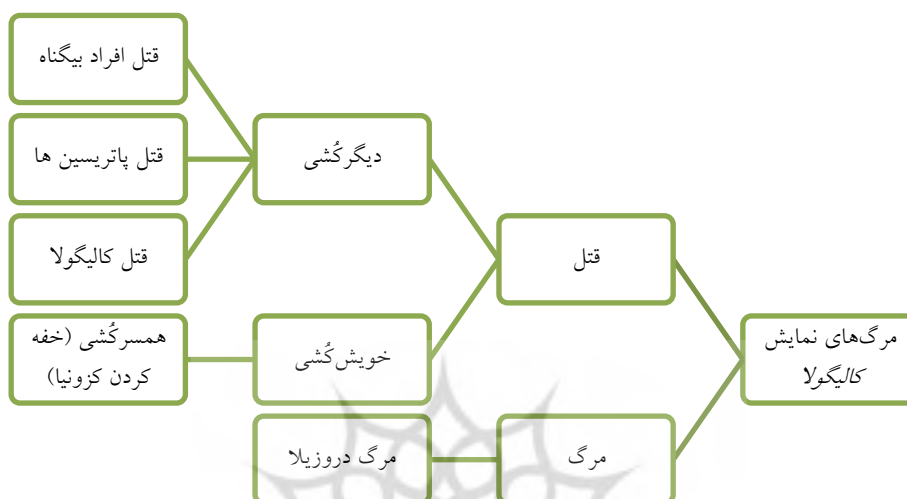 مرگ‌های نمایش
کالیگولا
قتل
مرگ
دیگرکُشی
خویش‌کُشی
مرگ دروزیلا
قتل افراد بیگناه
قتل پاتریسین ها
قتل کالیگولا
همسرکُشی (خفه
کردن کزونیا)